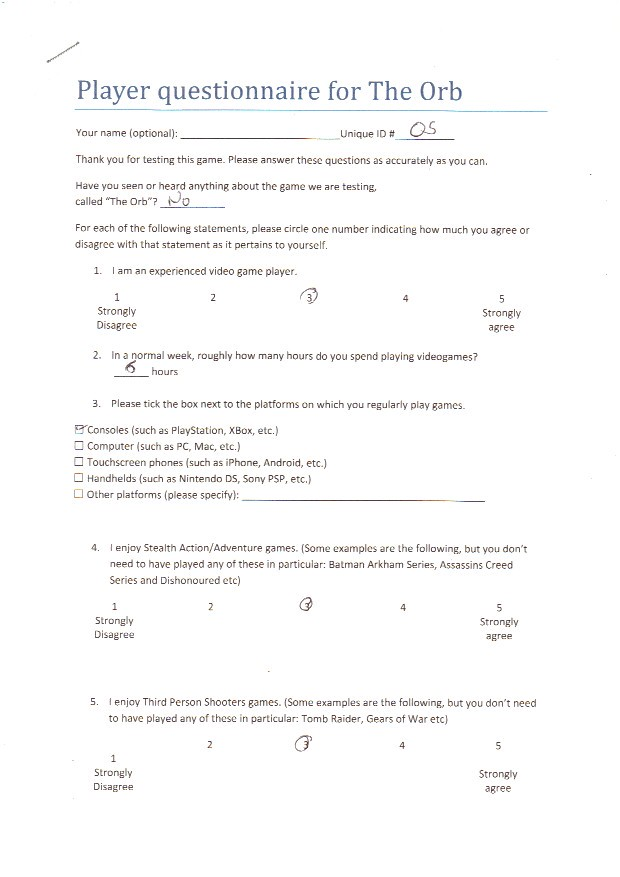 Player questionnaire for The Orb
Your name (optional): ____________________ Unique ID # 05
Thank you for testing this game. Please answer these questions as accurately as you can.
Have you seen or heard anything about the game we are testing,
called "The Orb"? No
For each of the following statements, please circle one number indicating how much you agree or
disagree with that statement as it pertains to yourself.
1. I am an experienced video game player.
1 2 3 4 5
Strongly Strongly
Disagree agree
2. In a normal week, roughly how many hours do you spend playing videogames?
6 hours
3. Please tick the box next to the platforms on which you regularly play games.
☑ Consoles (such as PlayStation, XBox, etc.)
☐ Computer (such as PC, Mac, etc.)
☐ Touchscreen phones (such as iPhone, Android, etc.)
☐ Handhelds (such as Nintendo DS, Sony PSP, etc.)
☐ Other platforms (please specify): ____________________
4. I enjoy Stealth Action/Adventure games. (Some examples are the following, but you don't
need to have played any of these in particular: Batman Arkham Series, Assassins Creed
Series and Dishonoured etc)
1 2 3 4 5
Strongly Strongly
Disagree agree
5. I enjoy Third Person Shooters games. (Some examples are the following, but you don't need
to have played any of these in particular: Tomb Raider, Gears of War etc)
2 3 4 5
1
Strongly Strongly
Disagree agree